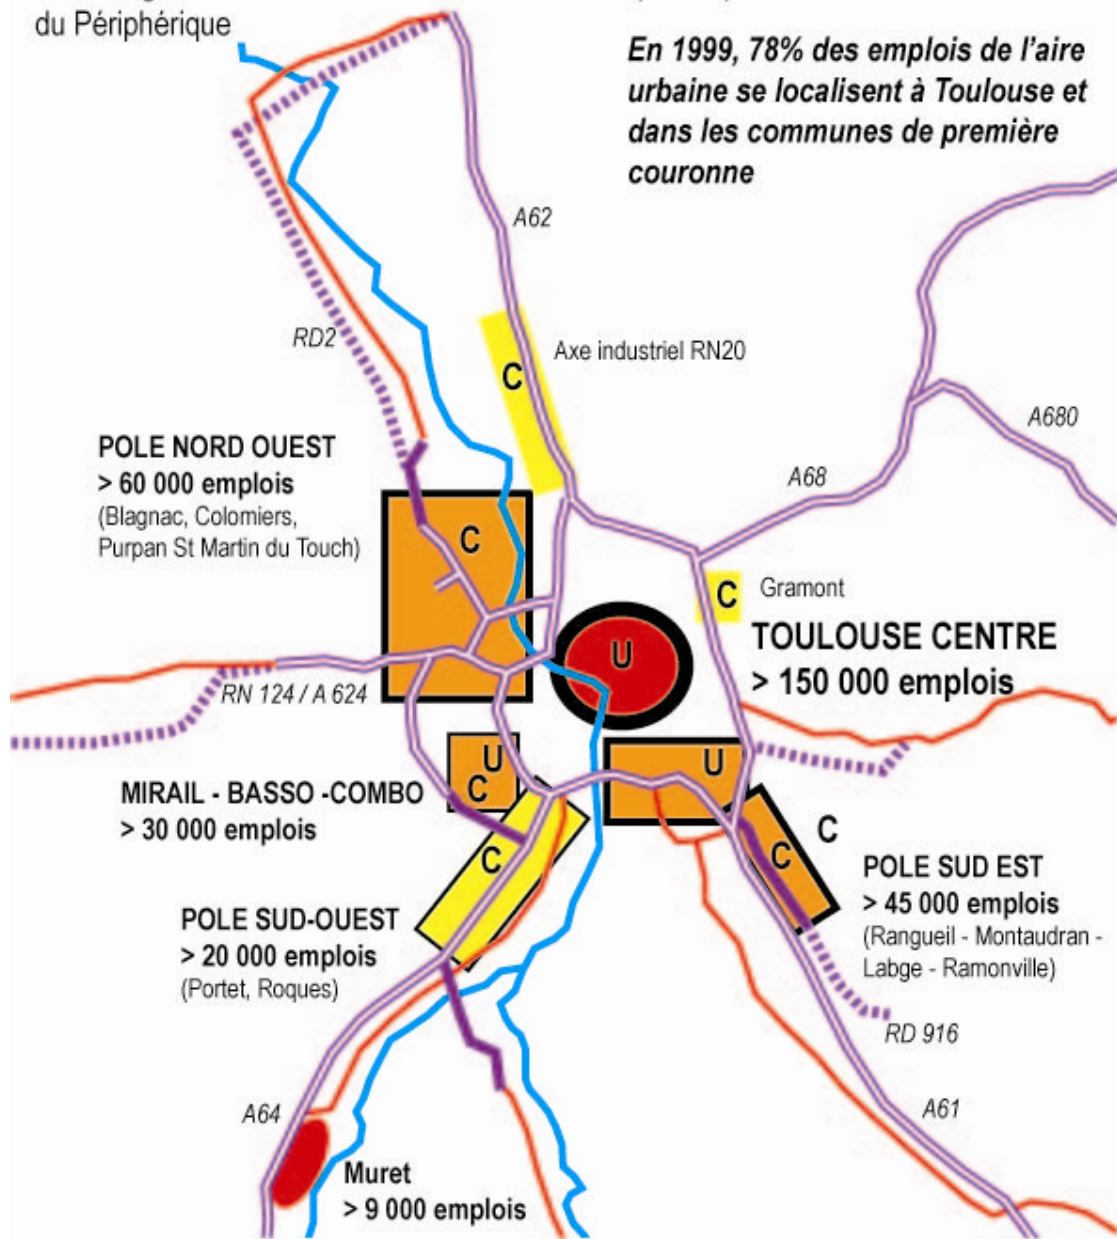 du Périphérique
En 1999, 78% des emplois de l'aire
urbaine se localisent à Toulouse et
dans les communes de première
couronne
A62
RD2
Axe industriel RN20
C
A680
A68
POLE NORD OUEST
> 60 000 emplois
(Blagnac, Colomiers,
Purpan St Martin du Touch)
C
C
Gramont
U
TOULOUSE CENTRE
> 150 000 emplois
RN 124 / A 624
U
C
U
MIRAIL - BASSO -COMBO
> 30 000 emplois
C
C
C
POLE SUD EST
> 45 000 emplois
(Rangueil - Montaudran -
Labge - Ramonville)
POLE SUD-OUEST
> 20 000 emplois
(Portet, Roques)
RD 916
A64
A61
Muret
> 9 000 emplois